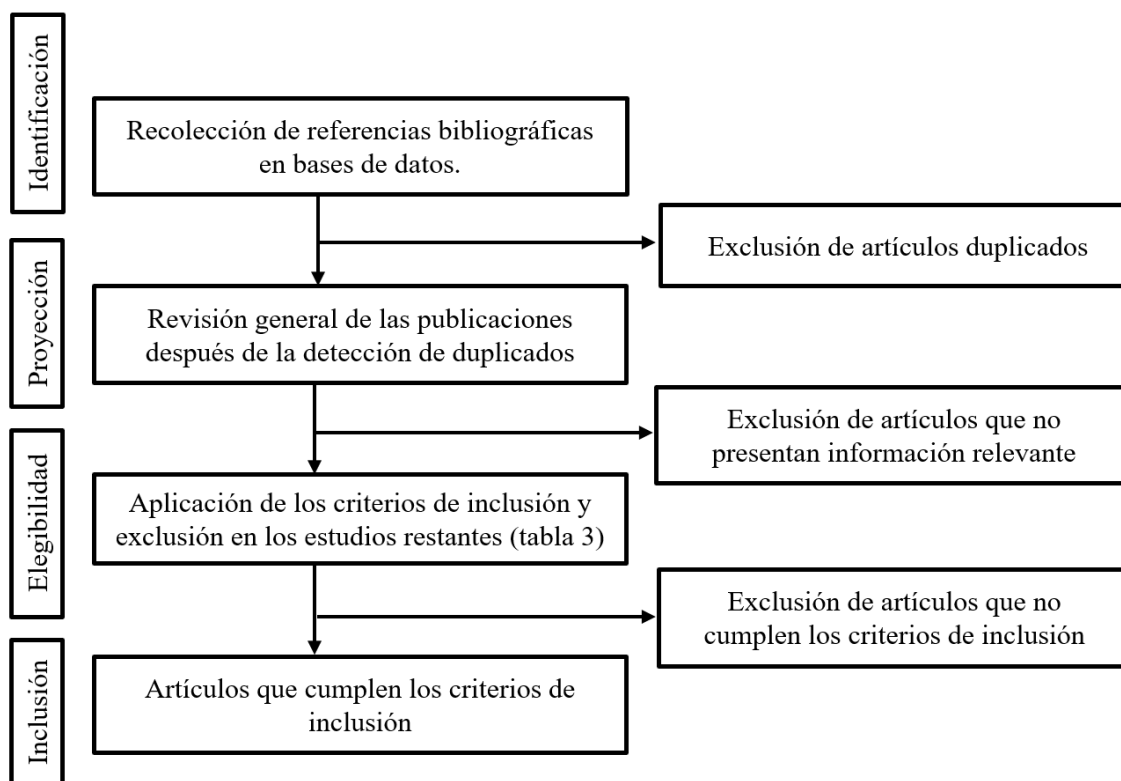 Identificación
Recolección de referencias bibliográficas
en bases de datos.
Exclusión de artículos duplicados
Proyección
Revisión general de las publicaciones
después de la detección de duplicados
Exclusión de artículos que no
presentan información relevante
Elegibilidad
Aplicación de los criterios de inclusión y
exclusión en los estudios restantes (tabla 3)
Exclusión de artículos que no
cumplen los criterios de inclusión
Inclusión
Artículos que cumplen los criterios de
inclusión